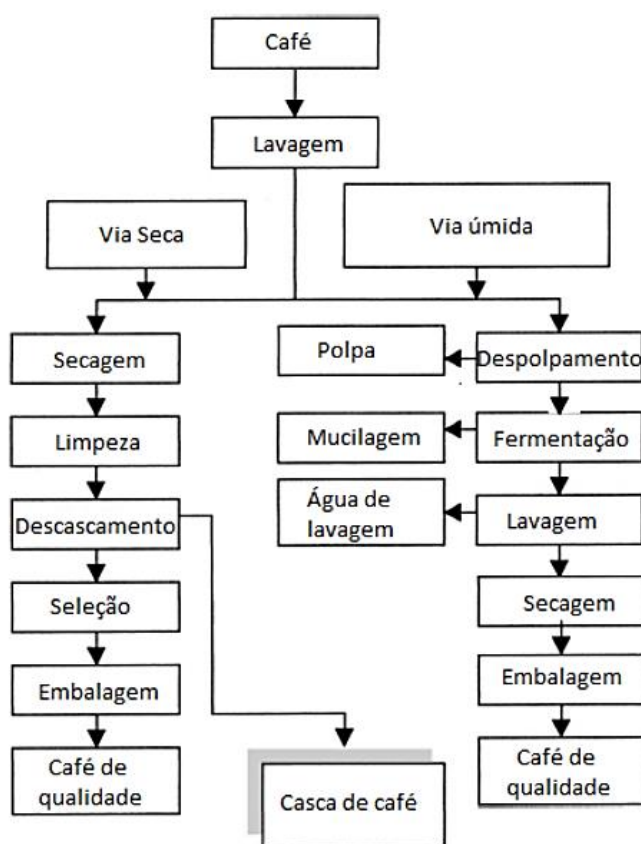 Café
Lavagem
Via Seca
Via úmida
Secagem
Polpa
Despolpamento
Limpeza
Mucilagem
Fermentação
Descascamento
Água de
lavagem
Lavagem
Seleção
Secagem
Embalagem
Embalagem
Café de
qualidade
Casca de café
Café de
qualidade